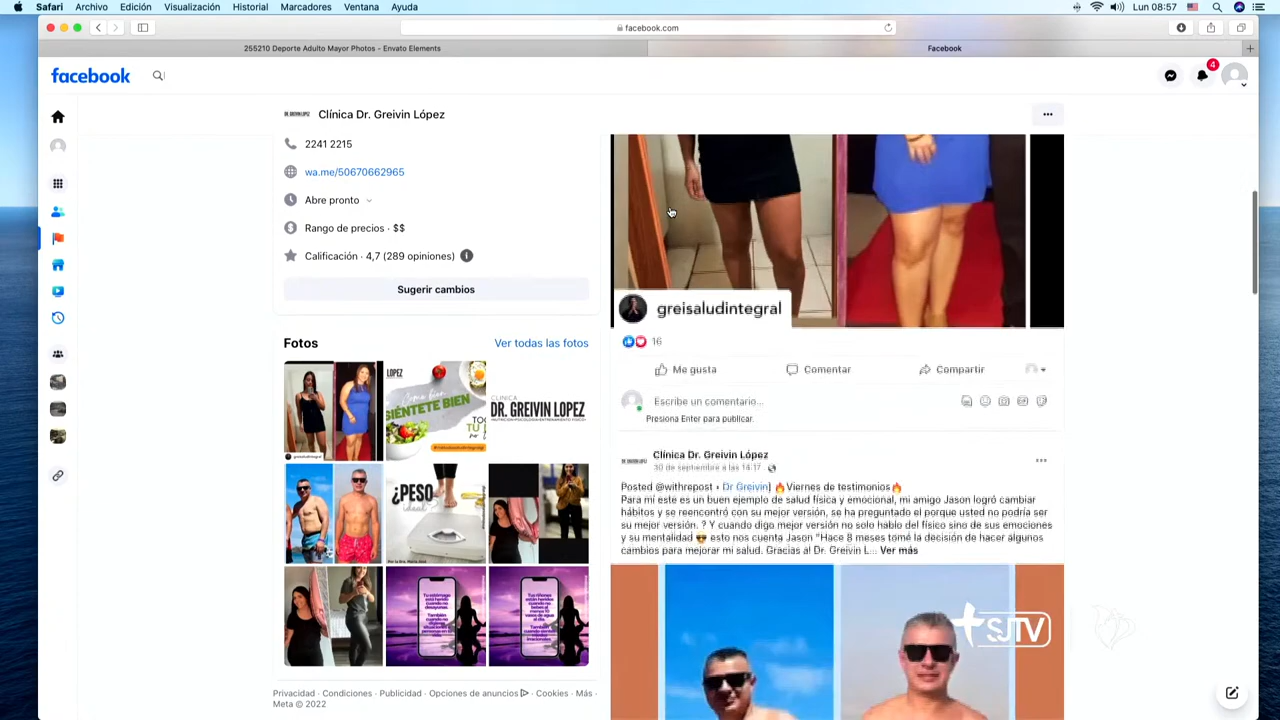 Safari Archivo Edición Visualización Historial Marcadores Ventana Ayuda Lun 08:57
facebook.com
255210 Deporte Adulto Mayor Photos - Envato Elements Facebook
facebook 4
Clínica Dr. Greivin López
2241 2215
wa.me/50670662965
Abre pronto
Rango de precios · $$
Calificación · 4,7 (289 opiniones)
Sugerir cambios
Fotos Ver todas las fotos
LOPEZ
Come bien
SIÉNTETE BIEN
CLINICA
DR. GREIVIN LOPEZ
¿PESO
Privacidad · Condiciones · Publicidad · Opciones de anuncios · Cookies · Más ·
Meta © 2022
greisaludintegral
16
Me gusta Comentar Compartir
Escribe un comentario...
Presiona Enter para publicar.
Clínica Dr. Greivin López
30 de septiembre a las 14:17
Posted @withrepost • Dr Greivin] 🔥Viernes de testimonios🔥
Para mí este es un buen ejemplo de salud física y emocional, mi amigo Jason logró cambiar
hábitos y se reencontró con su mejor versión, se ha preguntado el porque usted no podría ser
su mejor versión. ? Y cuando digo mejor versión no solo hablo del físico sino de sus emociones
y su mentalidad 😎 esto nos cuenta Jason "Hace 8 meses tomé la decisión de hacer algunos
cambios para mejorar mi salud. Gracias al Dr. Greivin L... Ver más
SJTV